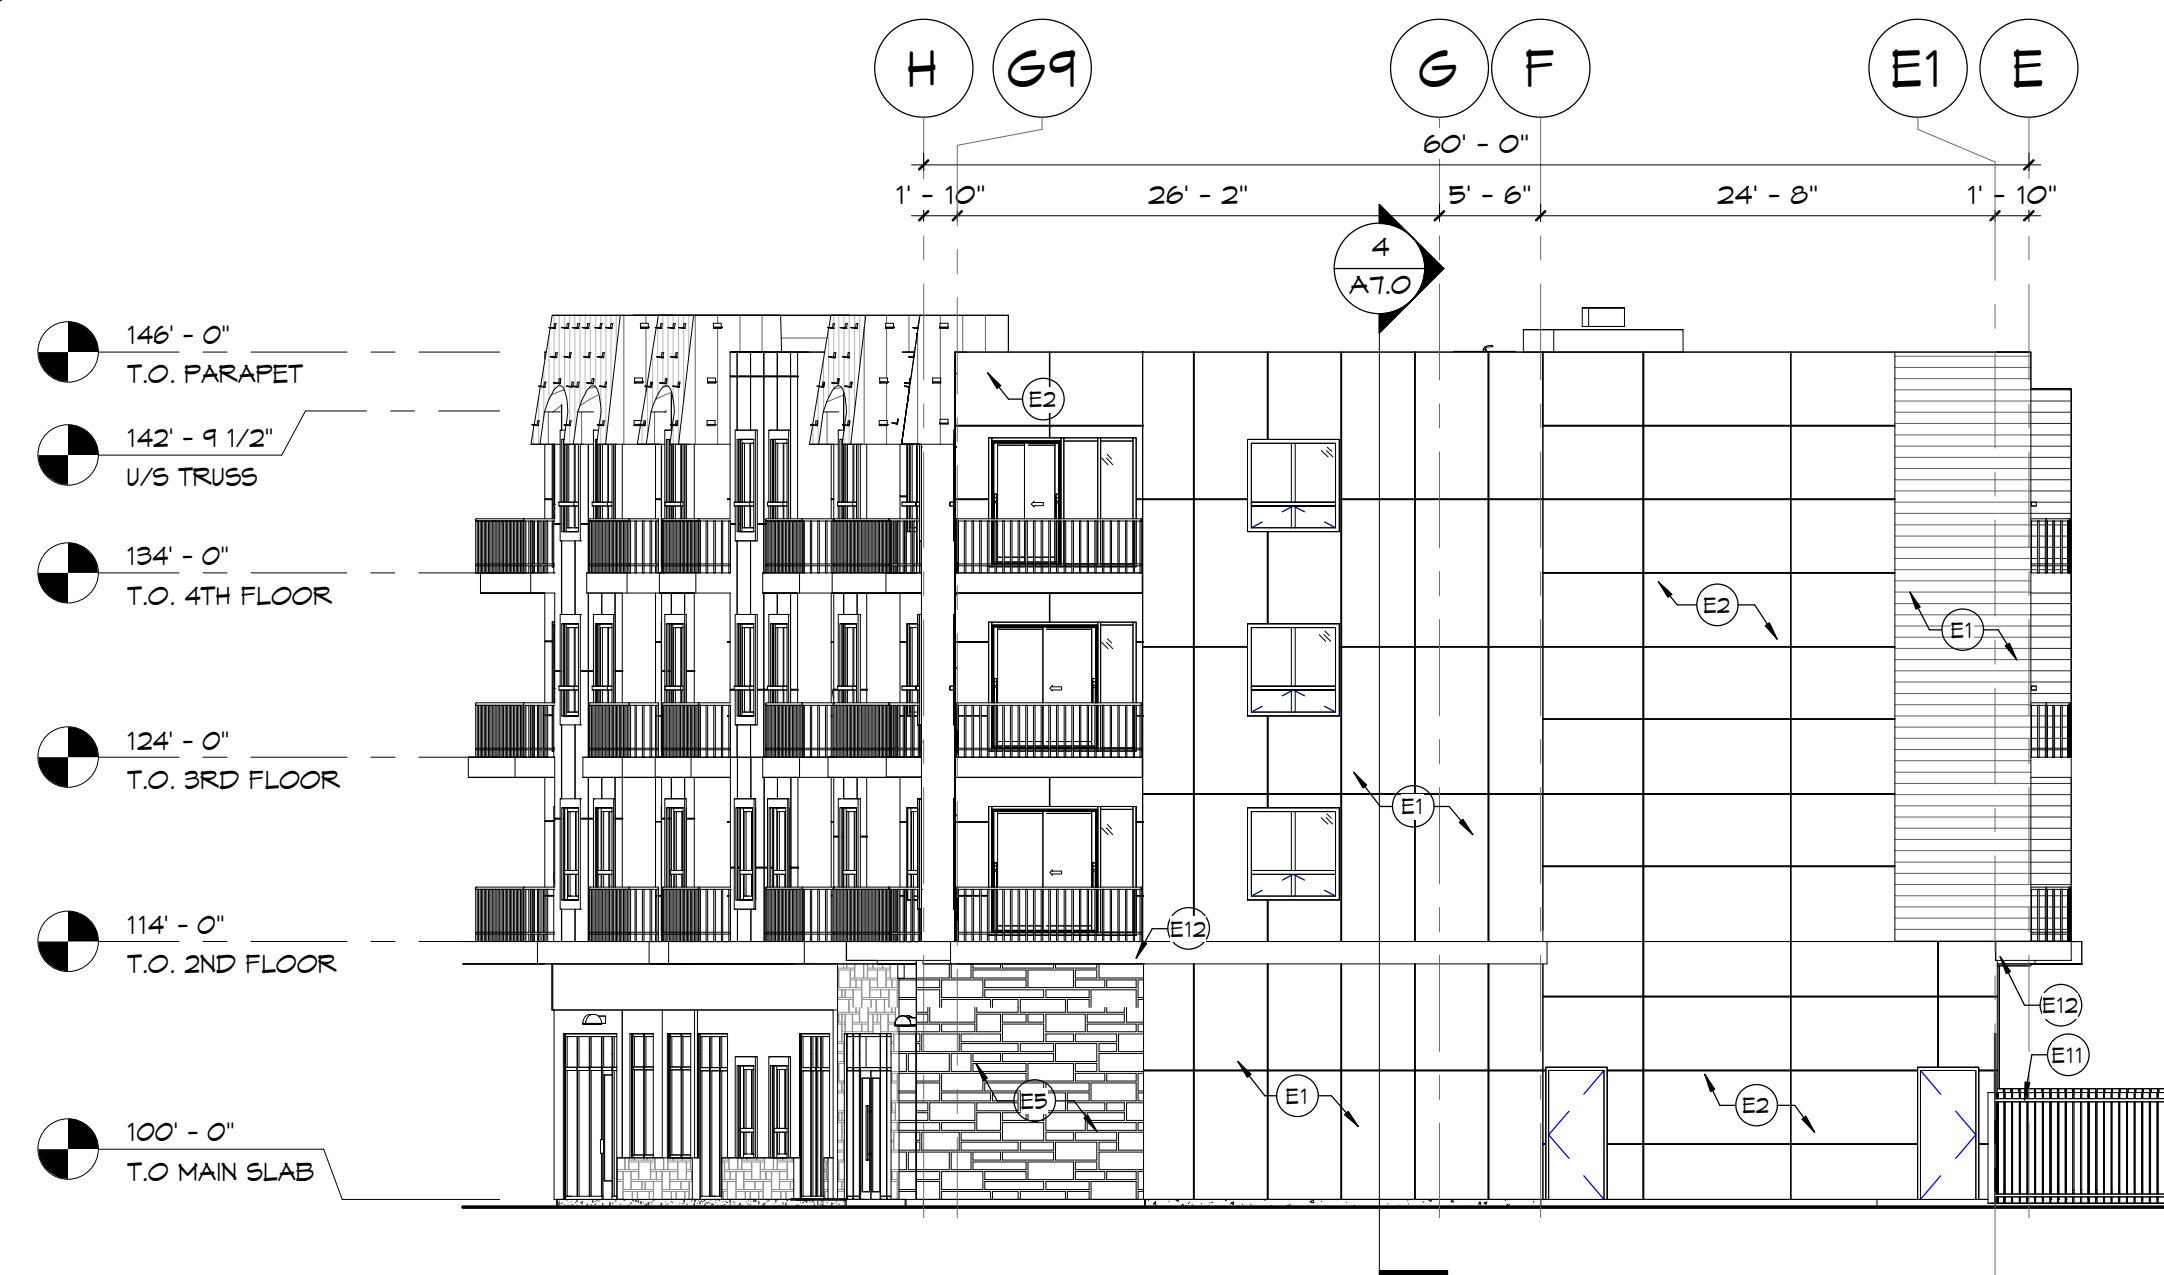 H G9 G F E1 E
60' - 0"
1' - 10" 26' - 2" 5' - 6" 24' - 8" 1' - 10"
4
A7.0
146' - 0"
T.O. PARAPET
E2
142' - 9 1/2"
U/S TRUSS
134' - 0"
T.O. 4TH FLOOR
E2
E1
124' - 0"
T.O. 3RD FLOOR
E1
114' - 0"
T.O. 2ND FLOOR
E12
E12
E11
E5
E1
E2
100' - 0"
T.O MAIN SLAB